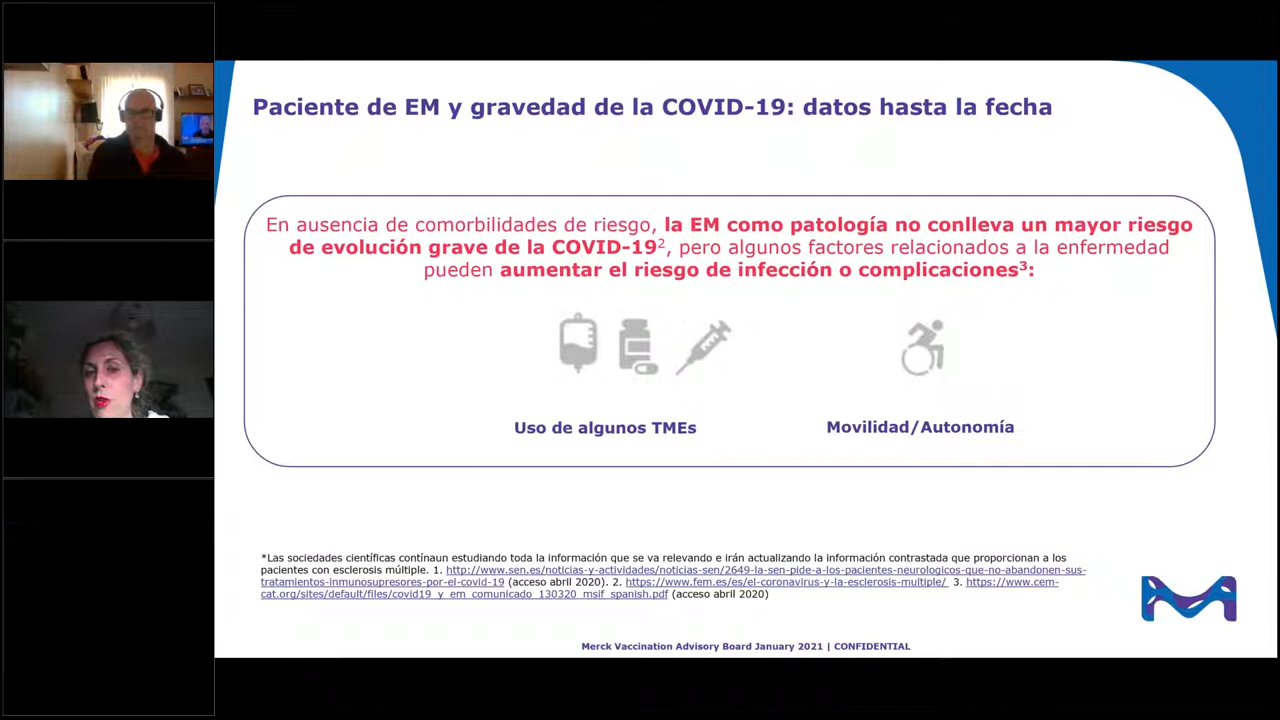 Paciente de EM y gravedad de la COVID-19: datos hasta la fecha
En ausencia de comorbilidades de riesgo, la EM como patología no conlleva un mayor riesgo
de evolución grave de la COVID-19², pero algunos factores relacionados a la enfermedad
pueden aumentar el riesgo de infección o complicaciones³:
Uso de algunos TMEs
Movilidad/Autonomía
*Las sociedades científicas contínaun estudiando toda la información que se va relevando e irán actualizando la información contrastada que proporcionan a los
pacientes con esclerosis múltiple. 1. http://www.sen.es/noticias-y-actividades/noticias-sen/2649-la-sen-pide-a-los-pacientes-neurologicos-que-no-abandonen-sus-
tratamientos-inmunosupresores-por-el-covid-19 (acceso abril 2020). 2. https://www.fem.es/es/el-coronavirus-y-la-esclerosis-multiple/ 3. https://www.cem-
cat.org/sites/default/files/covid19_y_em_comunicado_130320_msif_spanish.pdf (acceso abril 2020)
Merck Vaccination Advisory Board January 2021 | CONFIDENTIAL